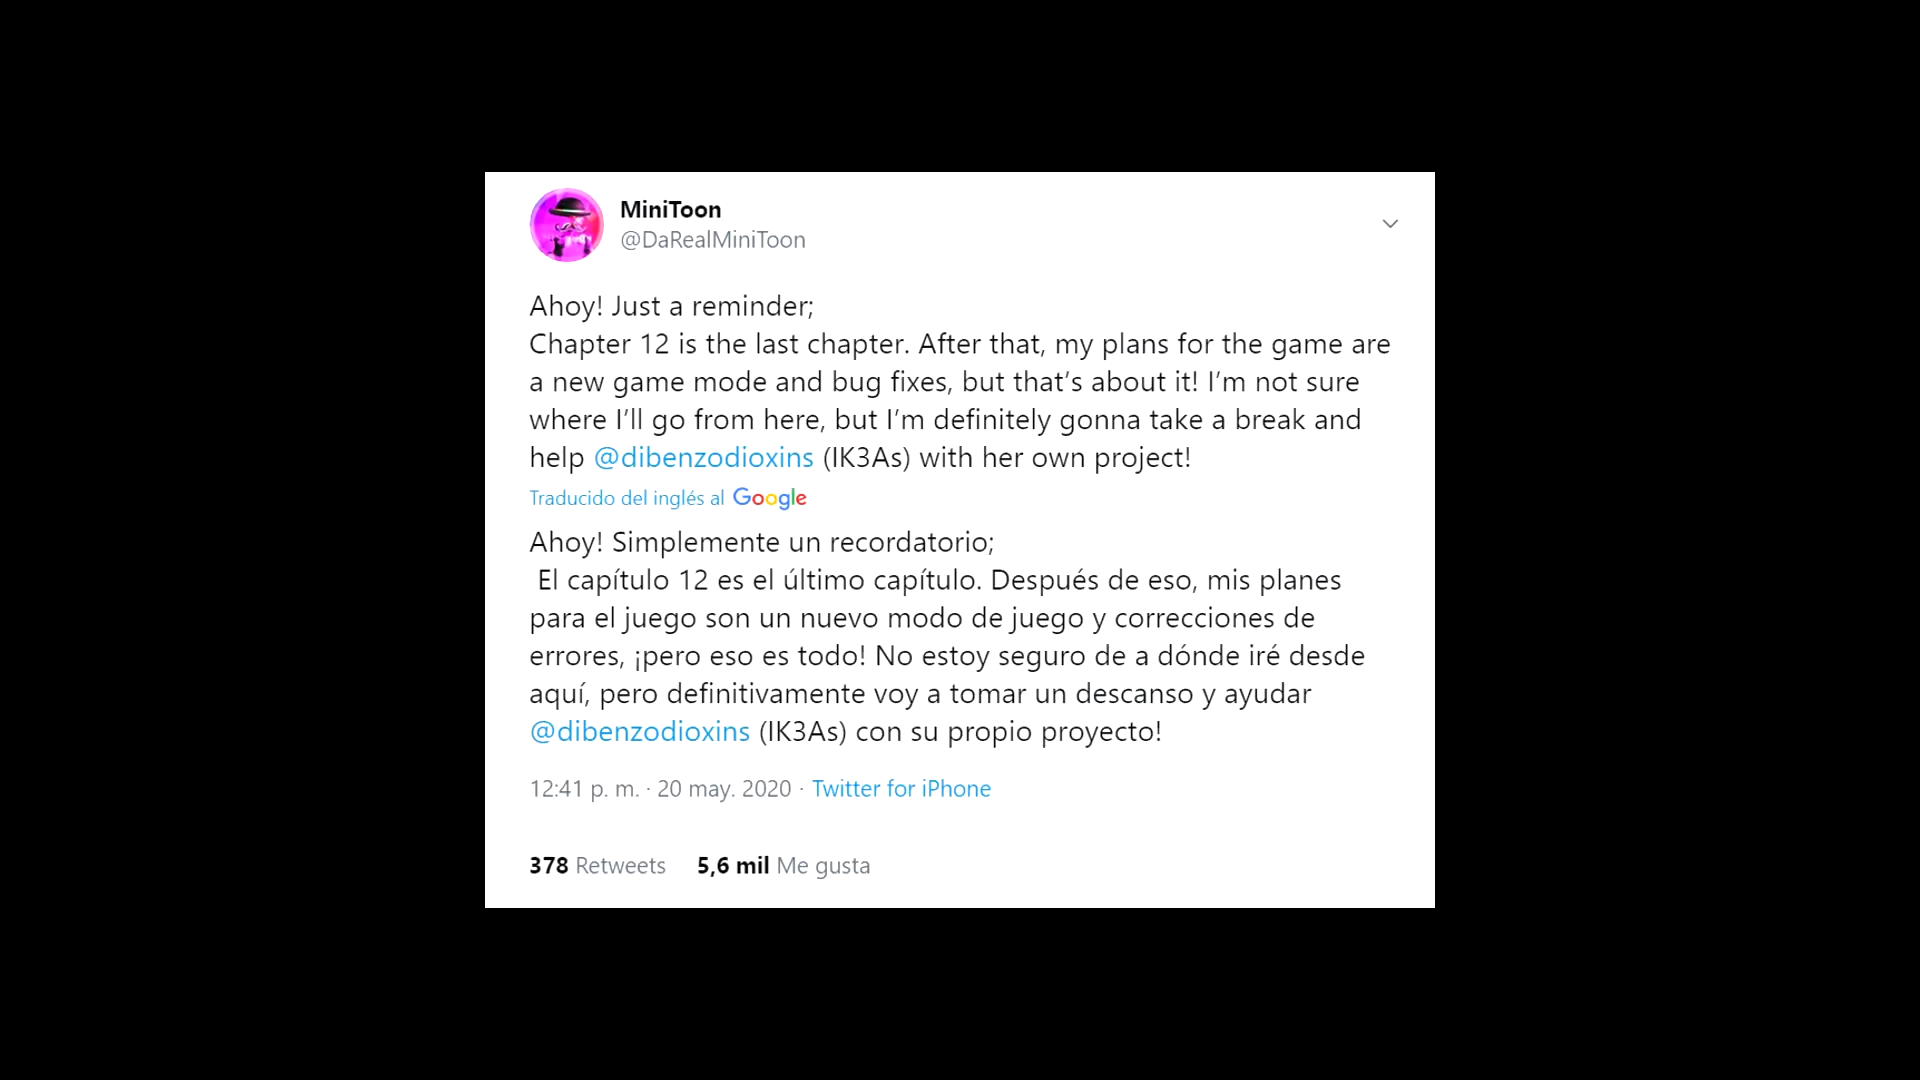 MiniToon
@DaRealMiniToon
Ahoy! Just a reminder;
Chapter 12 is the last chapter. After that, my plans for the game are
a new game mode and bug fixes, but that’s about it! I’m not sure
where I’ll go from here, but I’m definitely gonna take a break and
help @dibenzodioxins (IK3As) with her own project!
Traducido del inglés al Google
Ahoy! Simplemente un recordatorio;
El capítulo 12 es el último capítulo. Después de eso, mis planes
para el juego son un nuevo modo de juego y correcciones de
errores, ¡pero eso es todo! No estoy seguro de a dónde iré desde
aquí, pero definitivamente voy a tomar un descanso y ayudar
@dibenzodioxins (IK3As) con su propio proyecto!
12:41 p. m. · 20 may. 2020 · Twitter for iPhone
378 Retweets 5,6 mil Me gusta